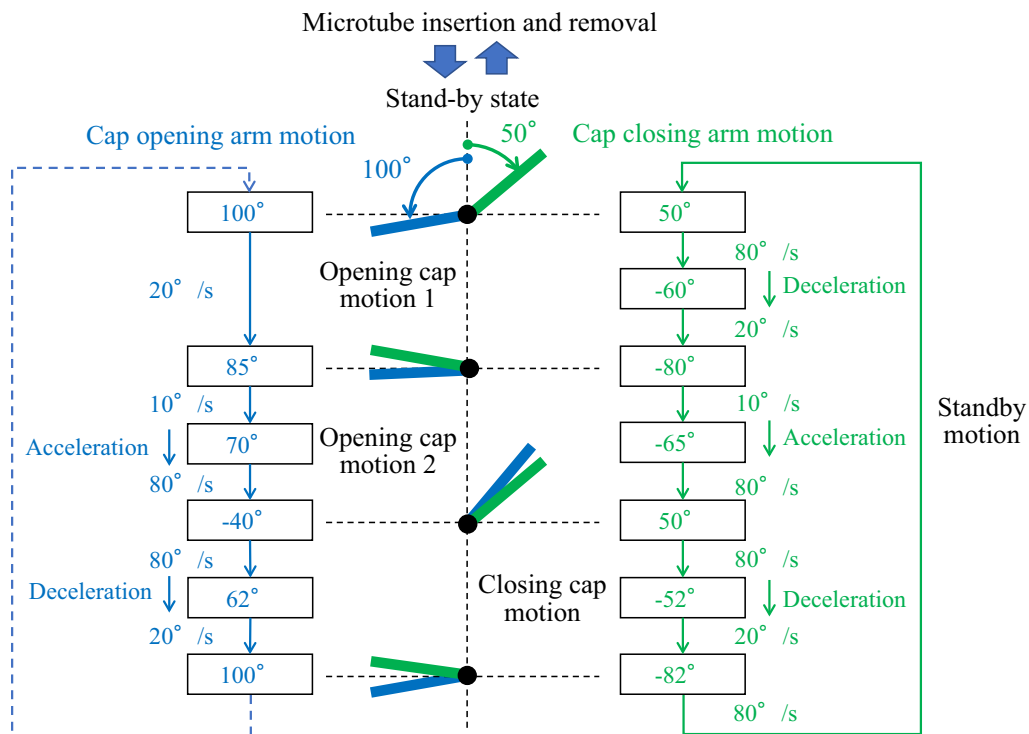 Microtube insertion and removal
Stand-by state
Cap opening arm motion
50°
Cap closing arm motion
100°
100°
50°
80° /s
Opening cap
motion 1
20° /s
-60°
Deceleration
20° /s
85°
-80°
10° /s
10° /s
Acceleration
70°
Opening cap
motion 2
-65°
Acceleration
Standby
motion
80° /s
80° /s
-40°
50°
80° /s
80° /s
Deceleration
62°
Closing cap
motion
-52°
Deceleration
20° /s
20° /s
100°
-82°
80° /s